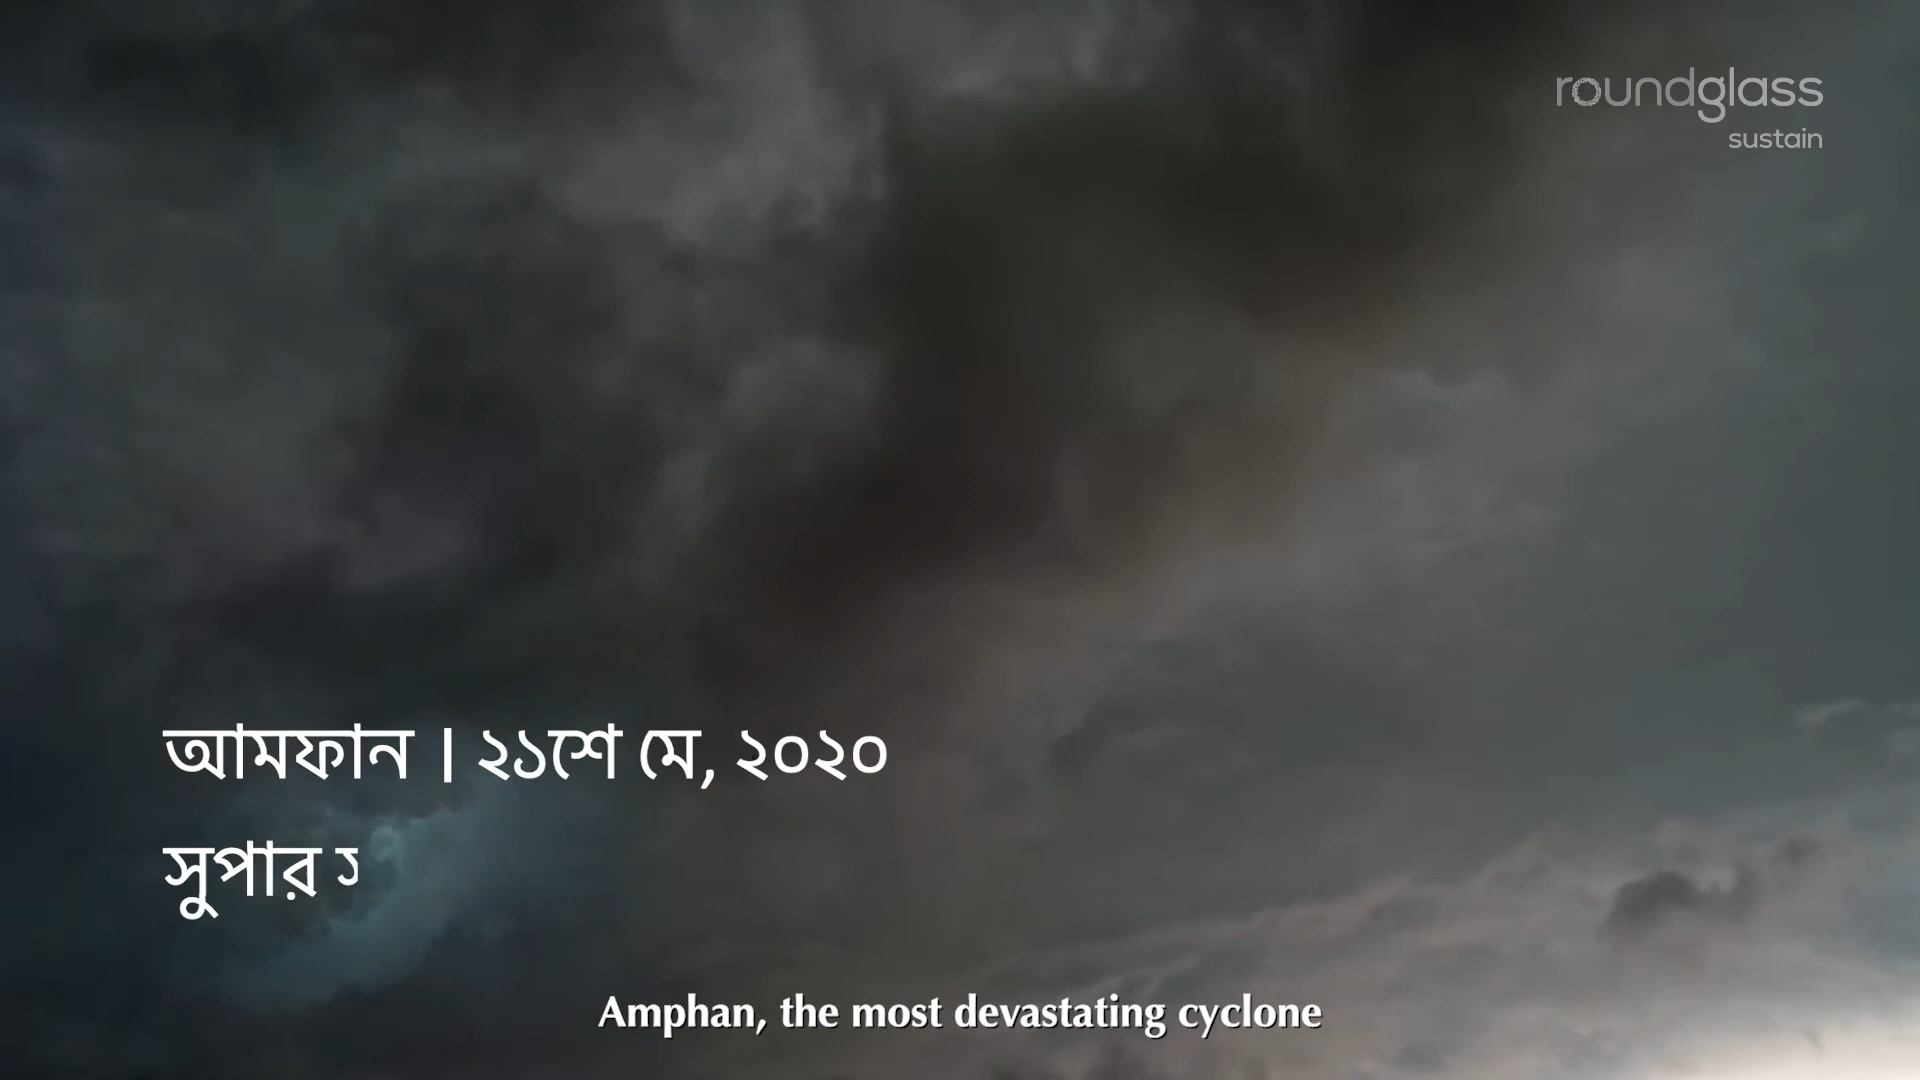 roundglass
sustain
আমফান । ২১শে মে, ২০২০
সুপার
Amphan, the most devastating cyclone